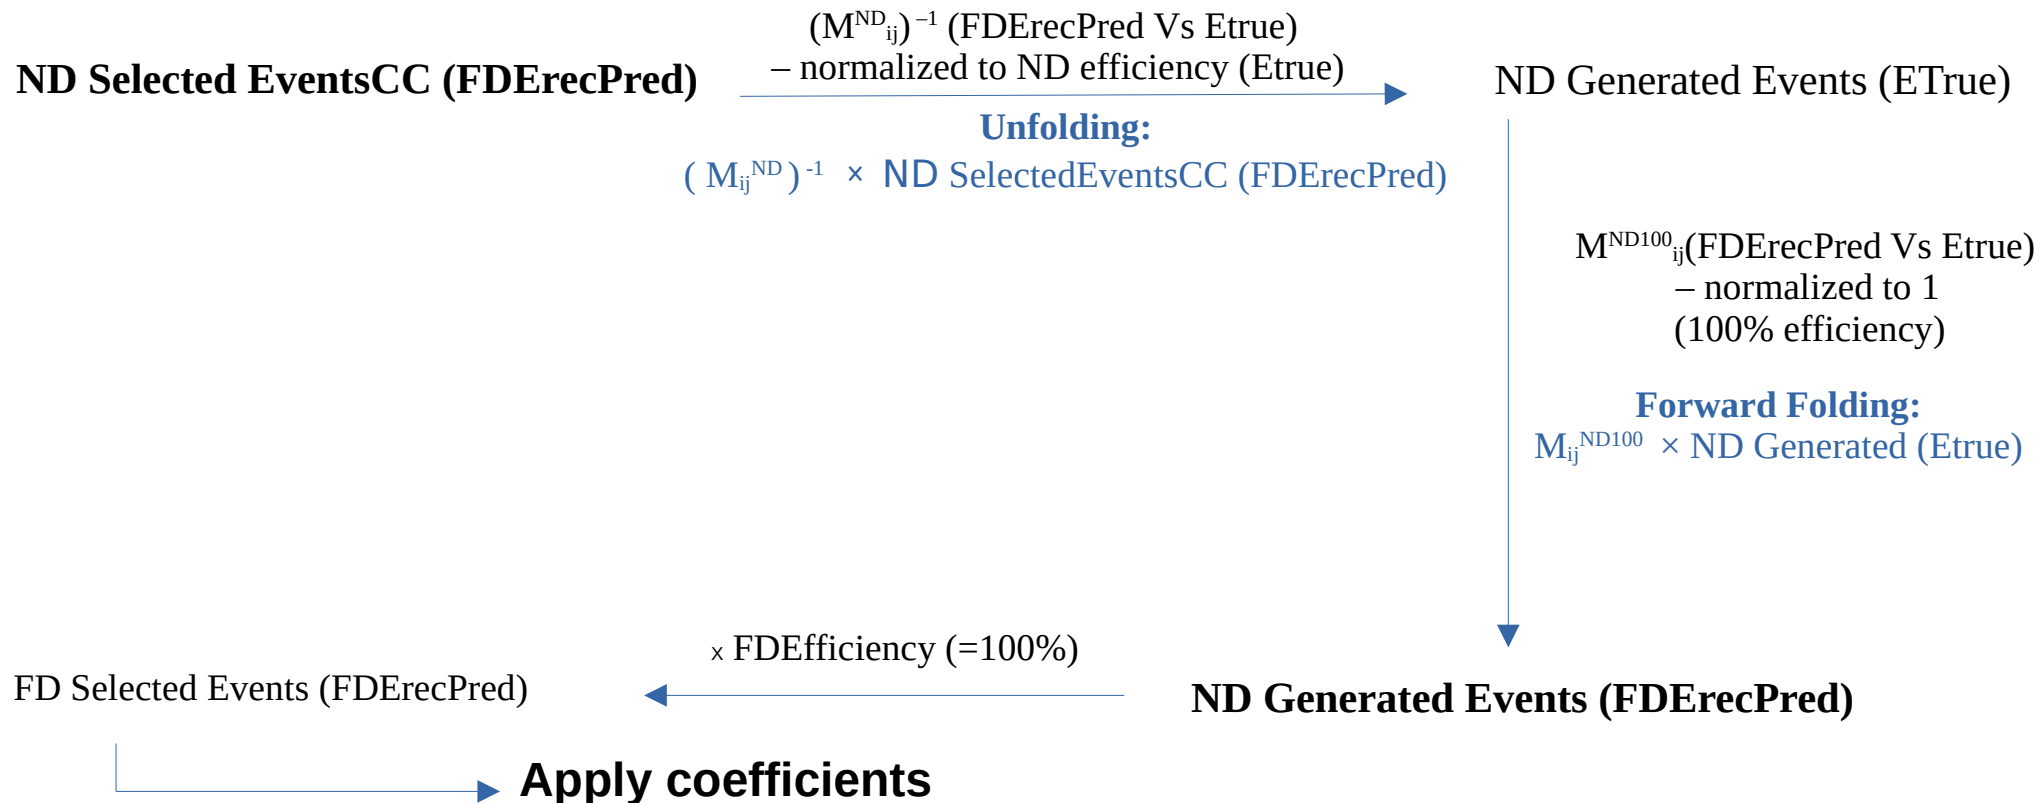 (M^ND_ij)^–1 (FDErecPred Vs Etrue)
– normalized to ND efficiency (Etrue)
ND Selected EventsCC (FDErecPred)
ND Generated Events (ETrue)
Unfolding:
( M_ij^ND )^-1 × ND SelectedEventsCC (FDErecPred)
M^ND100_ij(FDErecPred Vs Etrue)
– normalized to 1
(100% efficiency)
Forward Folding:
M_ij^ND100 × ND Generated (Etrue)
x FDEfficiency (=100%)
FD Selected Events (FDErecPred)
ND Generated Events (FDErecPred)
Apply coefficients